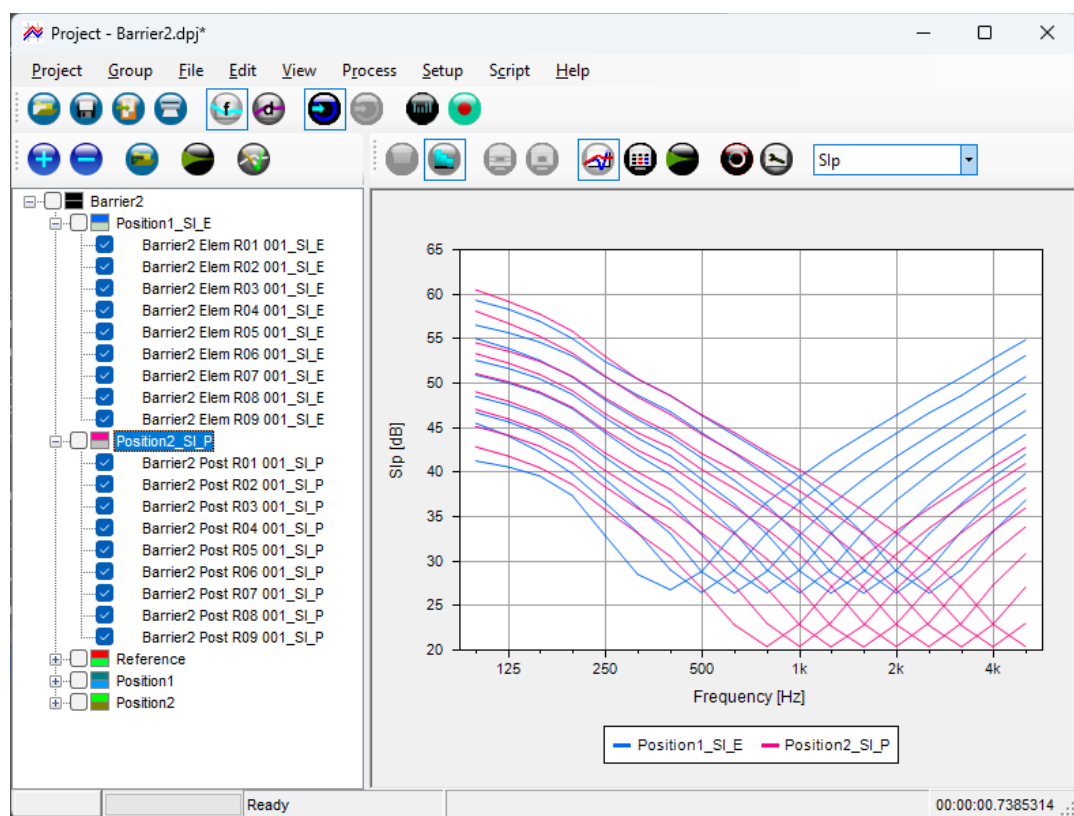 Project - Barrier2.dpj*
Project Group File Edit View Process Setup Script Help
f d
SIp
Barrier2
Position1_SI_E
Barrier2 Elem R01 001_SI_E
Barrier2 Elem R02 001_SI_E
Barrier2 Elem R03 001_SI_E
Barrier2 Elem R04 001_SI_E
Barrier2 Elem R05 001_SI_E
Barrier2 Elem R06 001_SI_E
Barrier2 Elem R07 001_SI_E
Barrier2 Elem R08 001_SI_E
Barrier2 Elem R09 001_SI_E
Position2_SI_P
Barrier2 Post R01 001_SI_P
Barrier2 Post R02 001_SI_P
Barrier2 Post R03 001_SI_P
Barrier2 Post R04 001_SI_P
Barrier2 Post R05 001_SI_P
Barrier2 Post R06 001_SI_P
Barrier2 Post R07 001_SI_P
Barrier2 Post R08 001_SI_P
Barrier2 Post R09 001_SI_P
Reference
Position1
Position2
SIp [dB]
65
60
55
50
45
40
35
30
25
20
125 250 500 1k 2k 4k
Frequency [Hz]
Position1_SI_E Position2_SI_P
Ready 00:00:00.7385314